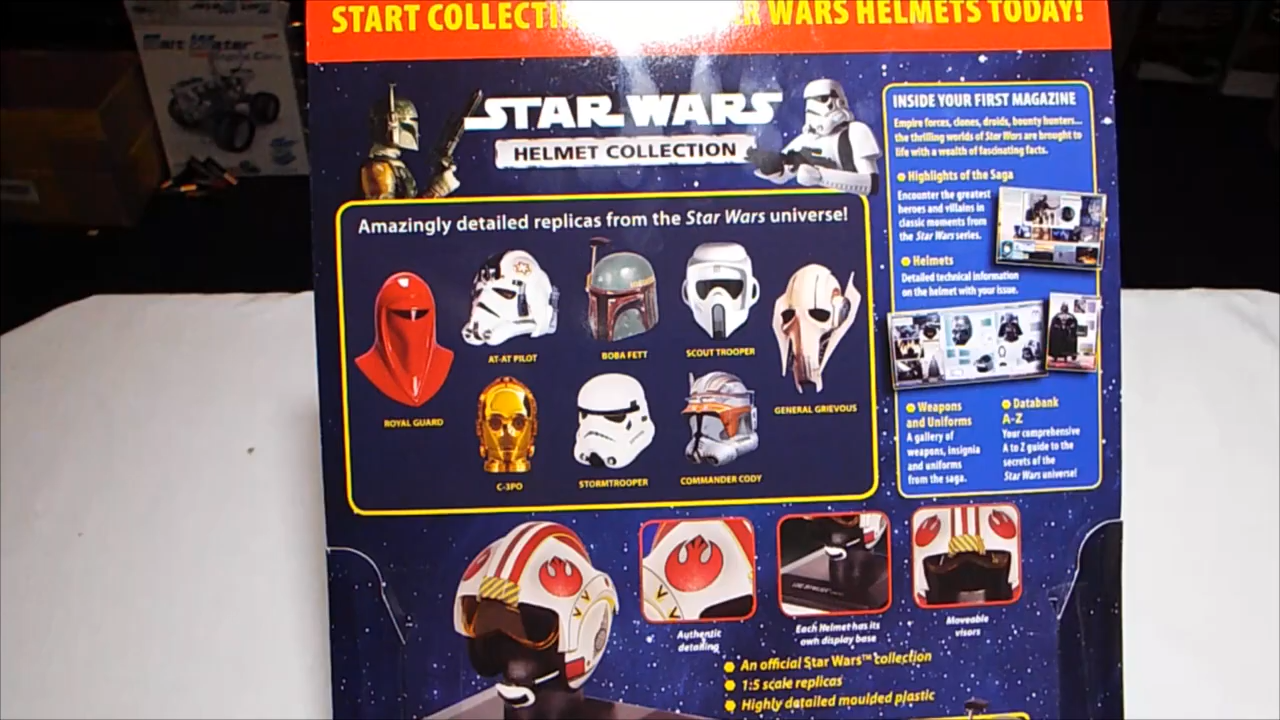 START COLLECTI R WARS HELMETS TODAY!
STAR WARS
HELMET COLLECTION
Amazingly detailed replicas from the Star Wars universe!
ROYAL GUARD
AT-AT PILOT
BOBA FETT
SCOUT TROOPER
GENERAL GRIEVOUS
C-3PO
STORMTROOPER
COMMANDER CODY
INSIDE YOUR FIRST MAGAZINE
Empire forces, clones, droids, bounty hunters...
the thrilling worlds of Star Wars are brought to
life with a wealth of fascinating facts.
Highlights of the Saga
Encounter the greatest
heroes and villains in
classic moments from
the Star Wars series.
Helmets
Detailed technical information
on the helmet with your issue.
Weapons
and Uniforms
A gallery of
weapons, insignia
and uniforms
from the saga.
Databank
A-Z
Your comprehensive
A to Z guide to the
secrets of the
Star Wars universe!
Authentic
detailing
Each Helmet has its
own display base
Moveable
visors
An official Star Wars™ collection
1:5 scale replicas
Highly detailed moulded plastic